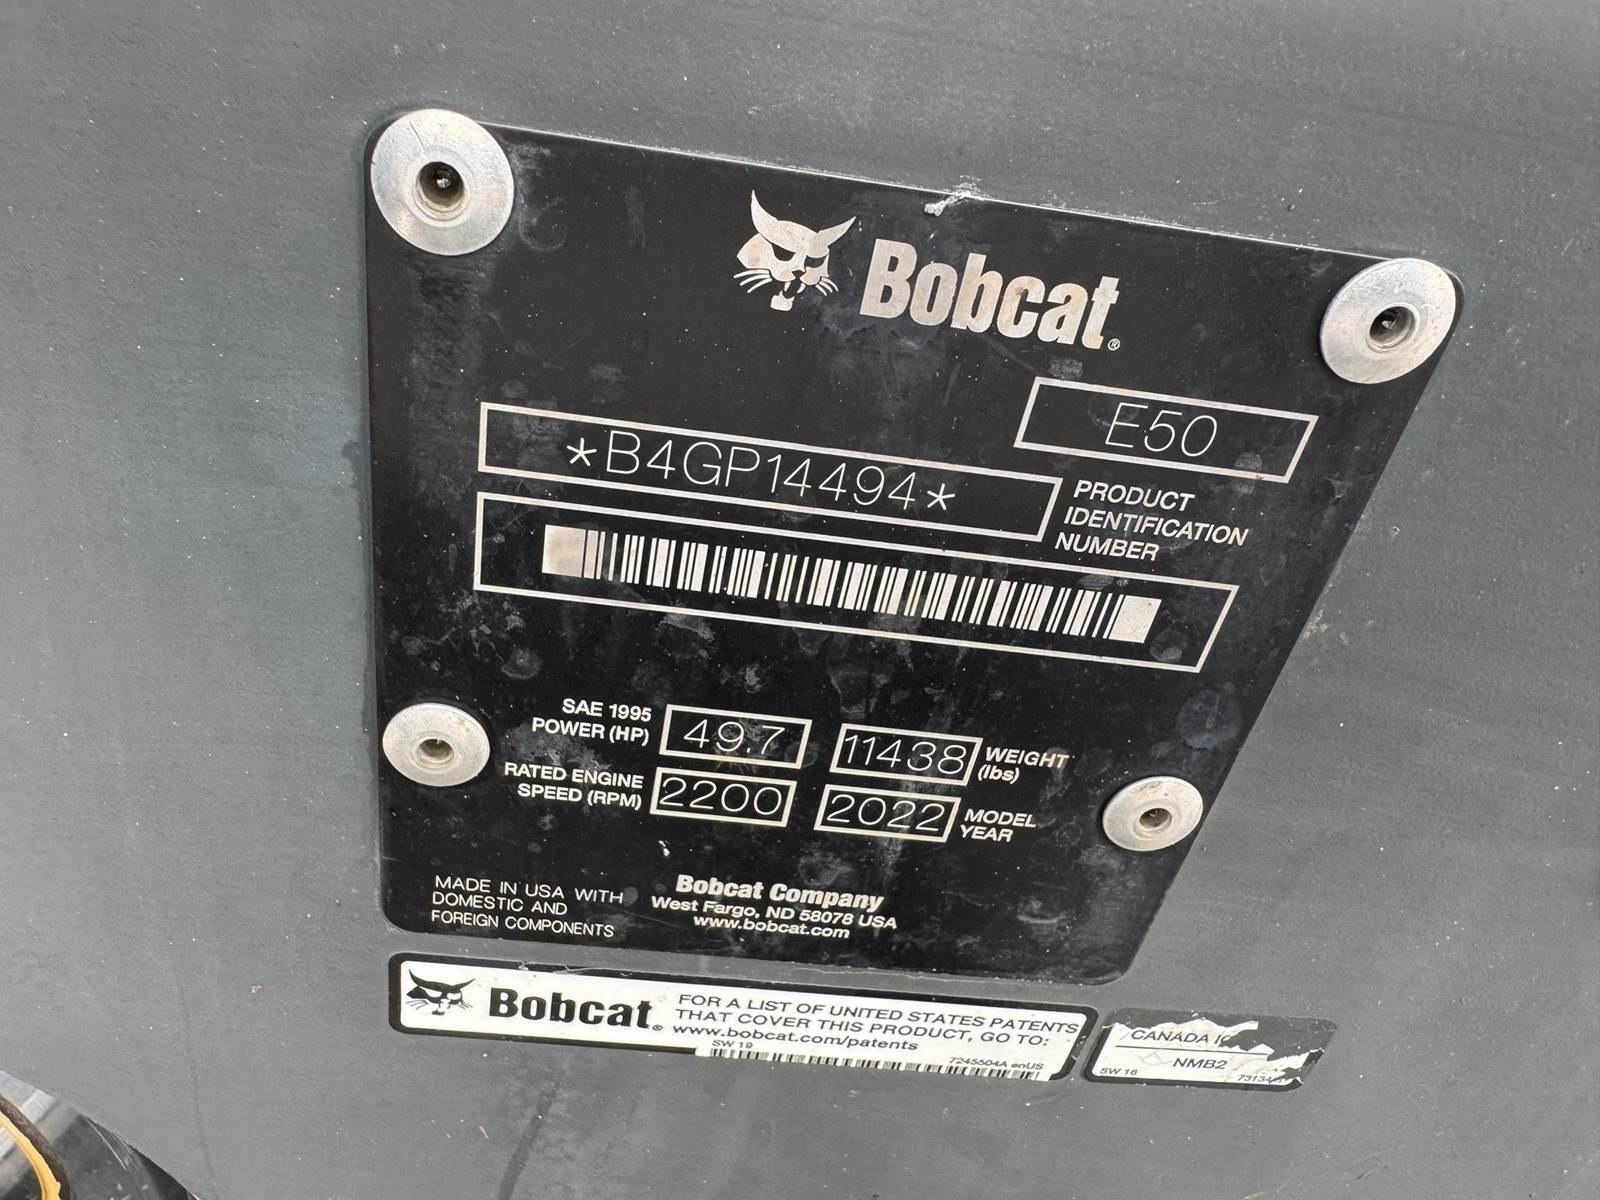 Bobcat®
E50
*B4GP14494*
PRODUCT
IDENTIFICATION
NUMBER
SAE 1995
POWER (HP)
49.7
11438
WEIGHT
(lbs)
RATED ENGINE
SPEED (RPM)
2200
2022
MODEL
YEAR
MADE IN USA WITH
DOMESTIC AND
FOREIGN COMPONENTS
Bobcat Company
West Fargo, ND 58078 USA
www.bobcat.com
Bobcat®
FOR A LIST OF UNITED STATES PATENTS
THAT COVER THIS PRODUCT, GO TO:
www.bobcat.com/patents
SW 19
7245504A enUS
CANADA
NMB2
SW 16